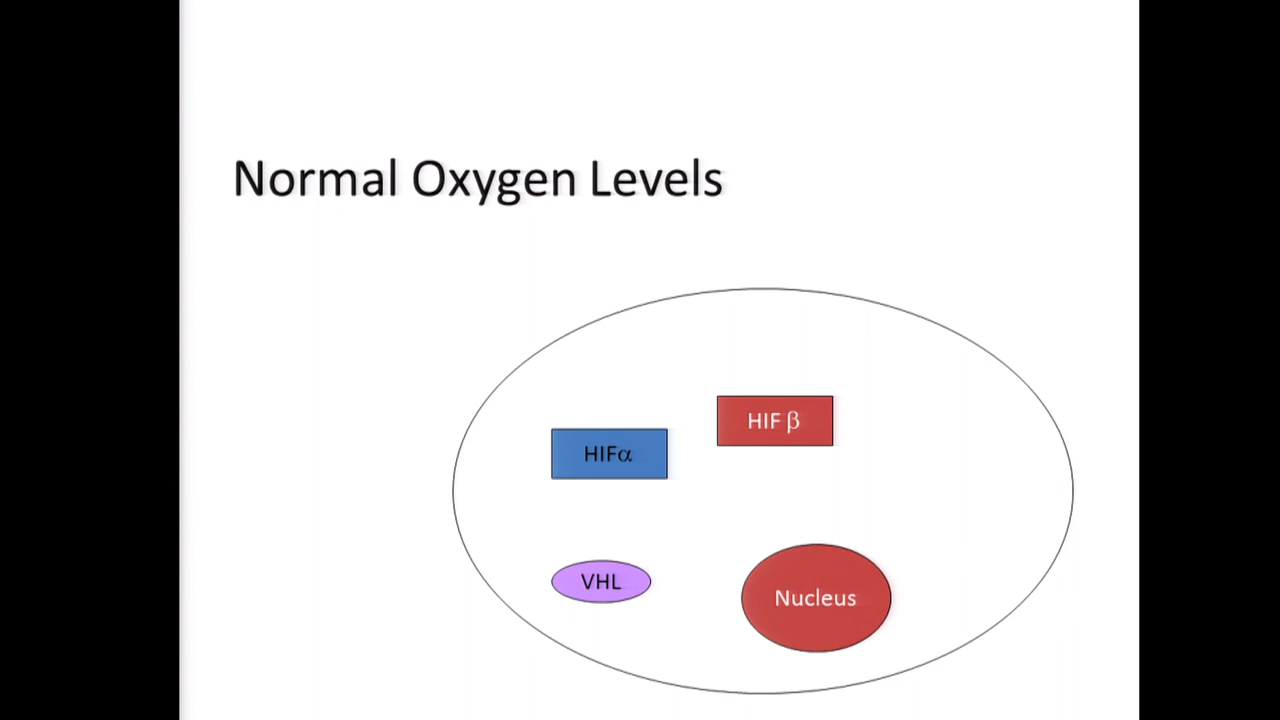 Normal Oxygen Levels
HIF β
HIFα
VHL
Nucleus